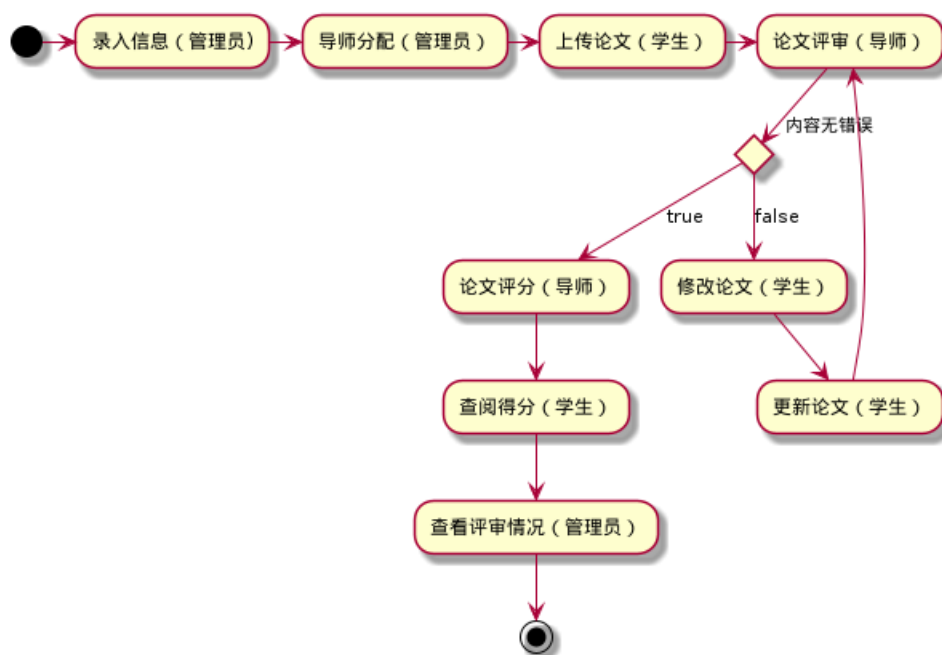 录入信息（管理员）
导师分配（管理员）
上传论文（学生）
论文评审（导师）
内容无错误
true
false
论文评分（导师）
修改论文（学生）
查阅得分（学生）
更新论文（学生）
查看评审情况（管理员）